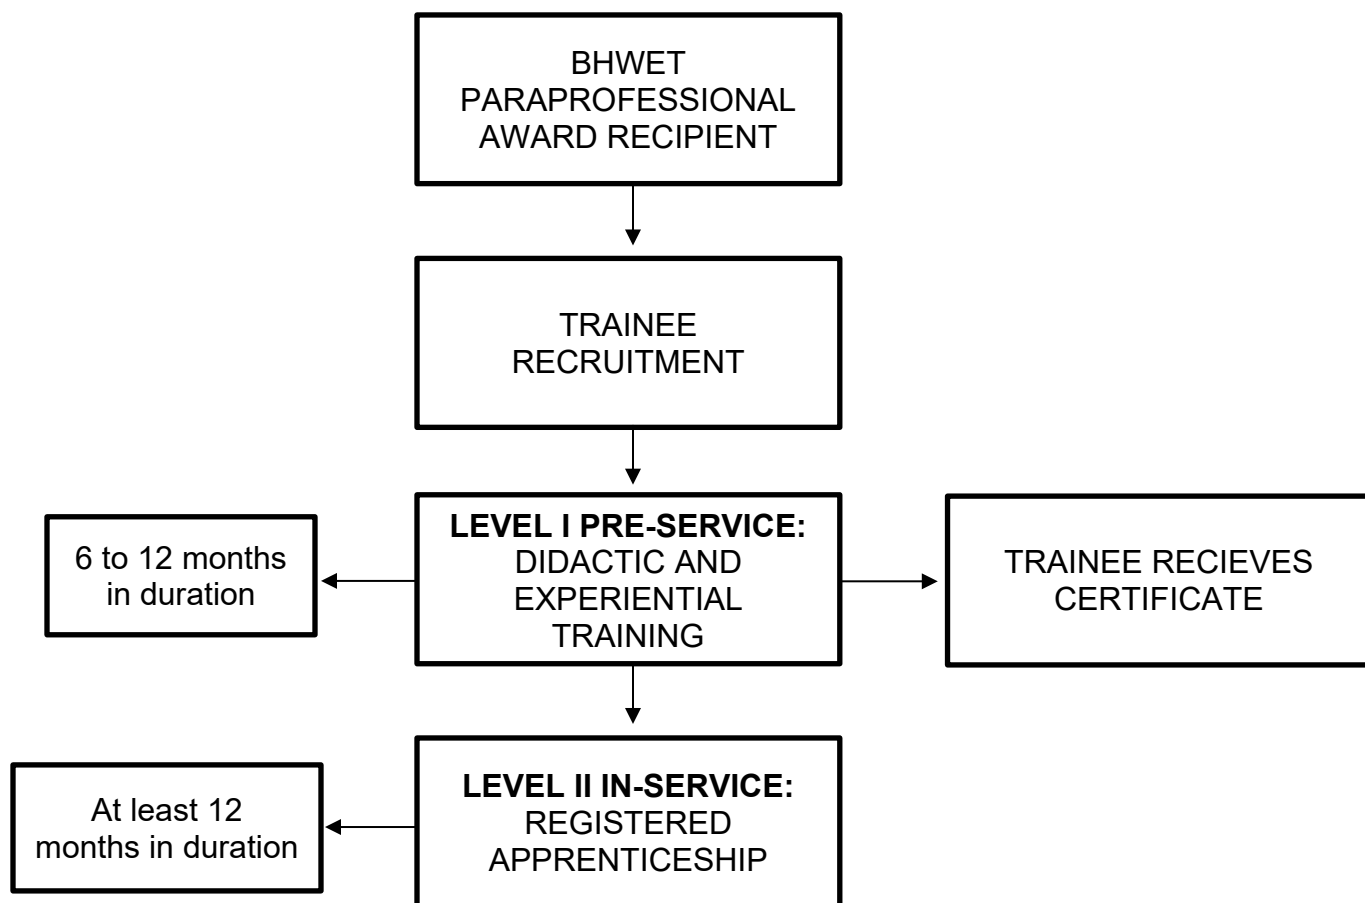 BHWET
PARAPROFESSIONAL
AWARD RECIPIENT
TRAINEE
RECRUITMENT
6 to 12 months
in duration
LEVEL I PRE-SERVICE:
DIDACTIC AND
EXPERIENTIAL
TRAINING
TRAINEE RECIEVES
CERTIFICATE
At least 12
months in duration
LEVEL II IN-SERVICE:
REGISTERED
APPRENTICESHIP